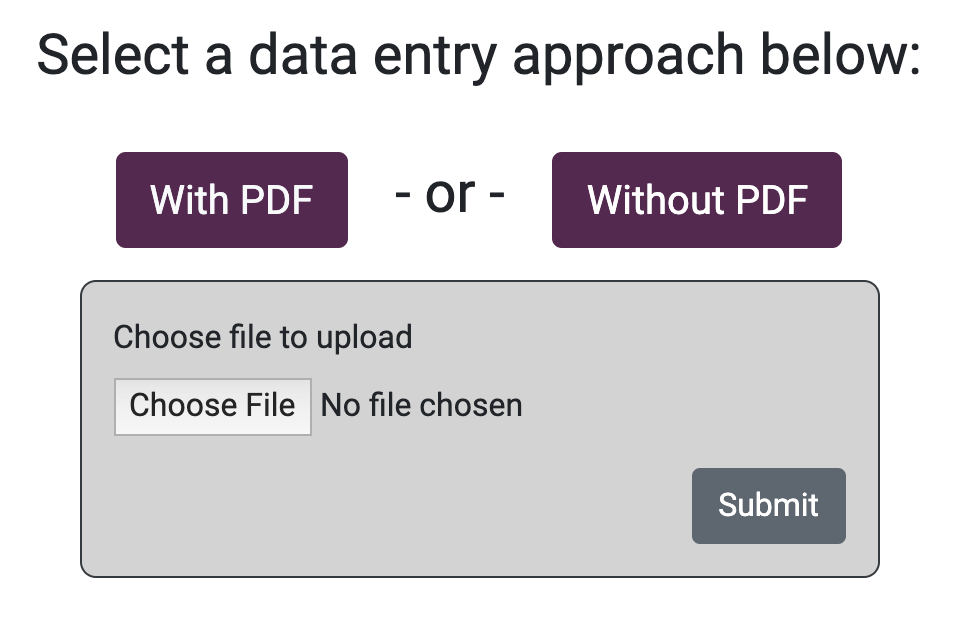 Select a data entry approach below:
With PDF - or - Without PDF
Choose file to upload
Choose File No file chosen
Submit